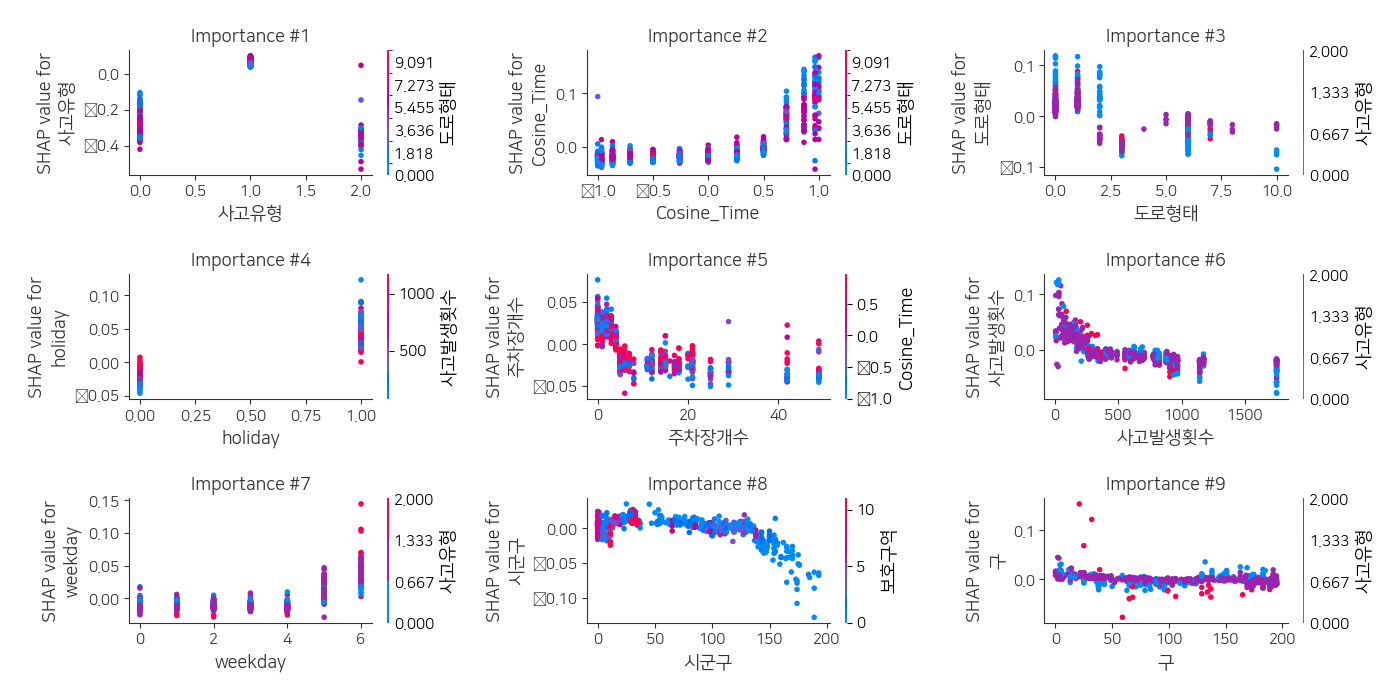 Importance #1
SHAP value for
사고유형
0.0
0.2
0.4
0.0
0.5
1.0
1.5
2.0
사고유형
9.091
7.273
5.455
3.636
1.818
0.000
도로형태
Importance #2
SHAP value for
Cosine_Time
0.1
0.0
1.0
0.5
0.0
0.5
1.0
Cosine_Time
9.091
7.273
5.455
3.636
1.818
0.000
도로형태
Importance #3
SHAP value for
도로형태
0.1
0.0
0.1
0.0
2.5
5.0
7.5
10.0
도로형태
2.000
1.333
0.667
0.000
사고유형
Importance #4
SHAP value for
holiday
0.10
0.05
0.00
0.05
0.00
0.25
0.50
0.75
1.00
holiday
1000
500
사고발생횟수
Importance #5
SHAP value for
주차장개수
0.05
0.00
0.05
0
20
40
주차장개수
0.5
0.0
0.5
1.0
Cosine_Time
Importance #6
SHAP value for
사고발생횟수
0.1
0.0
0
500
1000
1500
사고발생횟수
2.000
1.333
0.667
0.000
사고유형
Importance #7
SHAP value for
weekday
0.15
0.10
0.05
0.00
0
2
4
6
weekday
2.000
1.333
0.667
0.000
사고유형
Importance #8
SHAP value for
시군구
0.00
0.05
0.10
0
50
100
150
200
시군구
10
5
0
보호구역
Importance #9
SHAP value for
구
0.1
0.0
0
50
100
150
200
구
2.000
1.333
0.667
0.000
사고유형